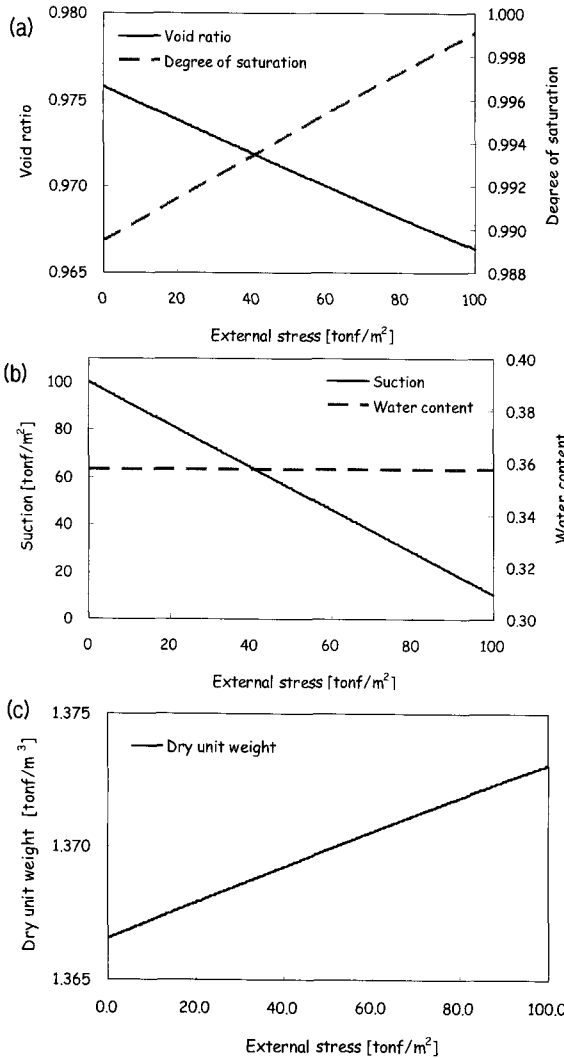 (a)
0.980
0.975
0.970
0.965
Void ratio
Void ratio
Degree of saturation
1.000
0.998
0.996
0.994
0.992
0.990
0.988
Degree of saturation
0 20 40 60 80 100
External stress [tonf/m²]
(b)
100
80
60
40
20
0
Suction [tonf/m²]
Suction
Water content
0.40
0.38
0.36
0.34
0.32
0.30
Water content
0 20 40 60 80 100
External stress [tonf/m²]
(c)
1.375
1.370
1.365
Dry unit weight [tonf/m³]
Dry unit weight
0.0 20.0 40.0 60.0 80.0 100.0
External stress [tonf/m²]